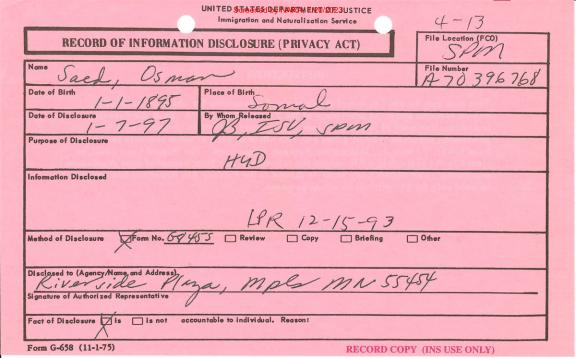 UNITED STATES DEPARTMENT OF JUSTICE
Immigration and Naturalization Service
4-13
RECORD OF INFORMATION DISCLOSURE (PRIVACY ACT)
File Location (FCO)
SPM
Name
Saed, Osman
File Number
A70 396 768
Date of Birth
1-1-1895
Place of Birth
Somal
Date of Disclosure
1-7-97
By Whom Released
ISV, SPM
Purpose of Disclosure
HUD
Information Disclosed
LPR 12-15-93
Method of Disclosure Form No. G845S Review Copy Briefing Other
Disclosed to (Agency/Name, and Address)
Riverside Plaza, Mpls MN 55454
Signature of Authorized Representative
Fact of Disclosure is is not accountable to individual. Reason:
Form G-658 (11-1-75)
RECORD COPY (INS USE ONLY)